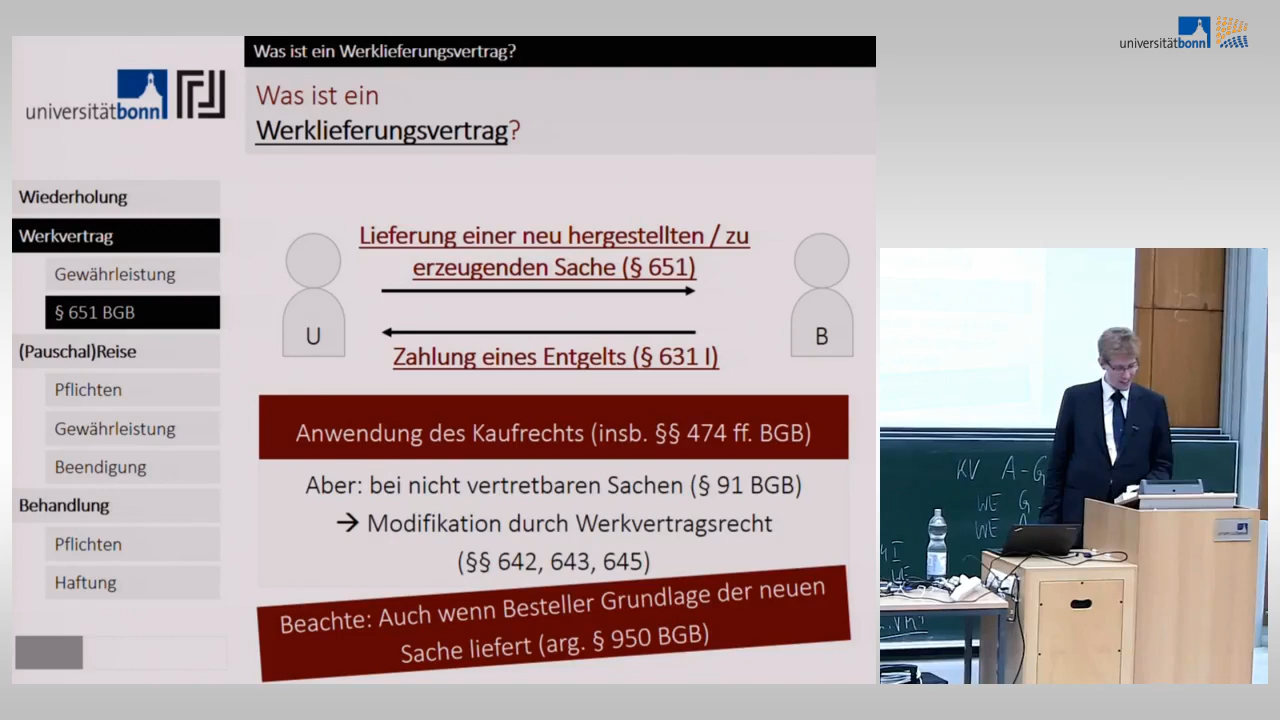 universitätbonn
Was ist ein Werklieferungsvertrag?
universitätbonn
Was ist ein
Werklieferungsvertrag?
Wiederholung
Werkvertrag
Gewährleistung
§ 651 BGB
(Pauschal)Reise
Pflichten
Gewährleistung
Beendigung
Behandlung
Pflichten
Haftung
Lieferung einer neu hergestellten / zu
erzeugenden Sache (§ 651)
U
B
Zahlung eines Entgelts (§ 631 I)
Anwendung des Kaufrechts (insb. §§ 474 ff. BGB)
Aber: bei nicht vertretbaren Sachen (§ 91 BGB)
→ Modifikation durch Werkvertragsrecht
(§§ 642, 643, 645)
Beachte: Auch wenn Besteller Grundlage der neuen
Sache liefert (arg. § 950 BGB)
KV A-G
WE G
WE